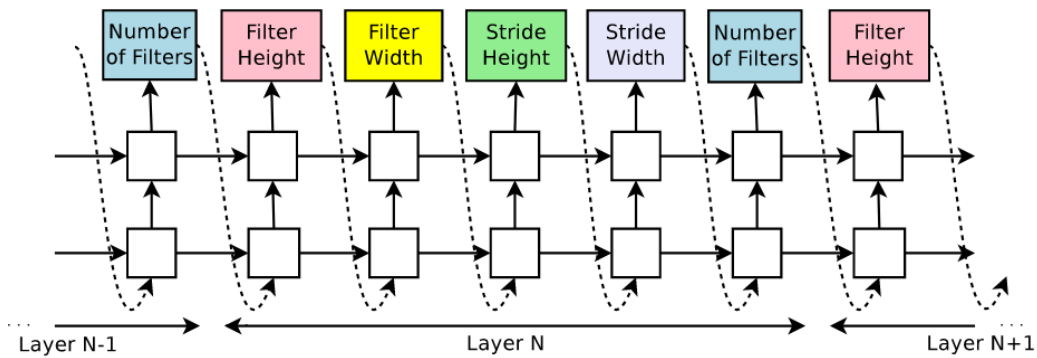 Number
of Filters
Filter
Height
Filter
Width
Stride
Height
Stride
Width
Number
of Filters
Filter
Height
...
Layer N-1
Layer N
...
Layer N+1